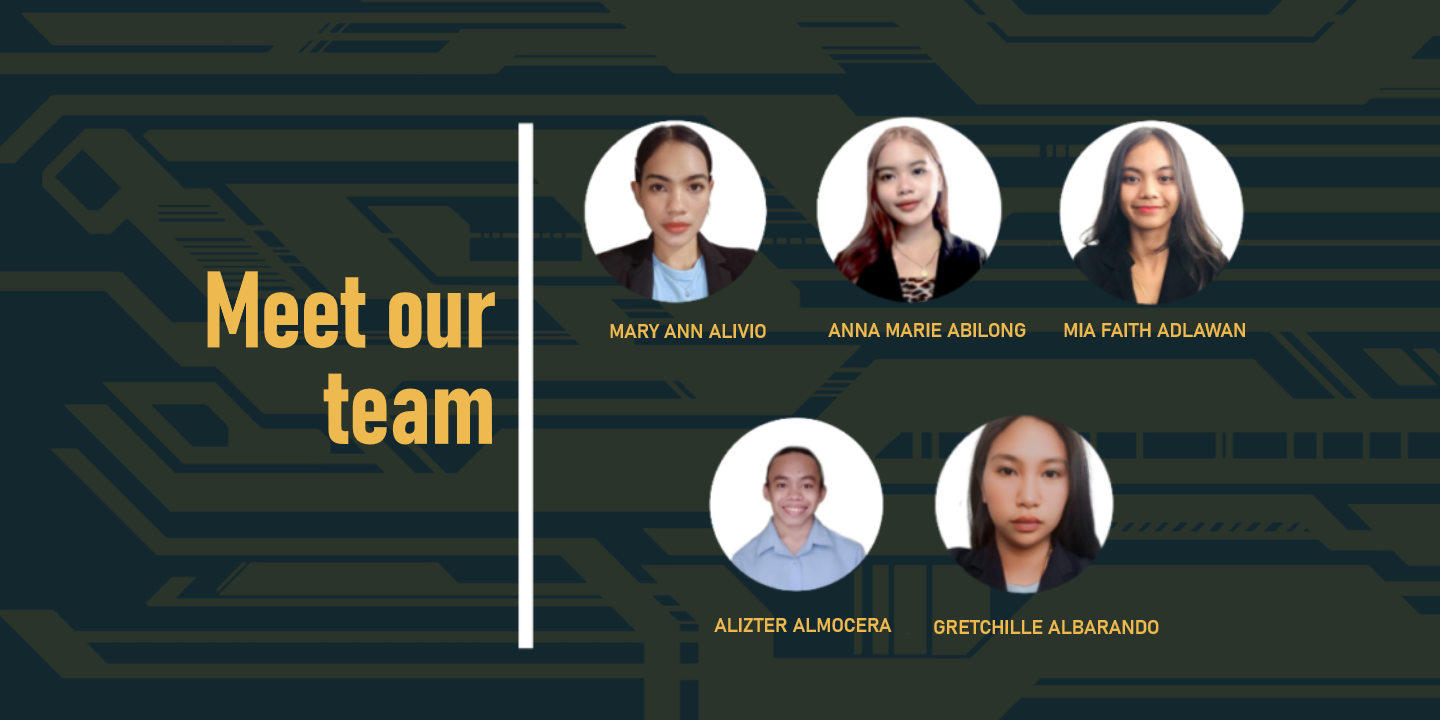 Meet our
team
MARY ANN ALIVIO
ANNA MARIE ABILONG
MIA FAITH ADLAWAN
ALIZTER ALMOCERA
GRETCHILLE ALBARANDO